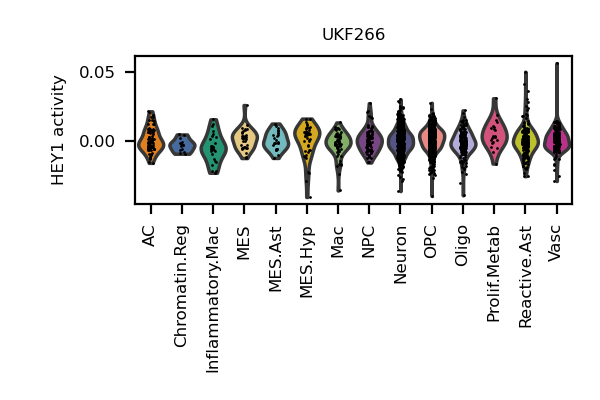 UKF266
HEY1 activity
0.05
0.00
AC
Chromatin.Reg
Inflammatory.Mac
MES
MES.Ast
MES.Hyp
Mac
NPC
Neuron
OPC
Oligo
Prolif.Metab
Reactive.Ast
Vasc